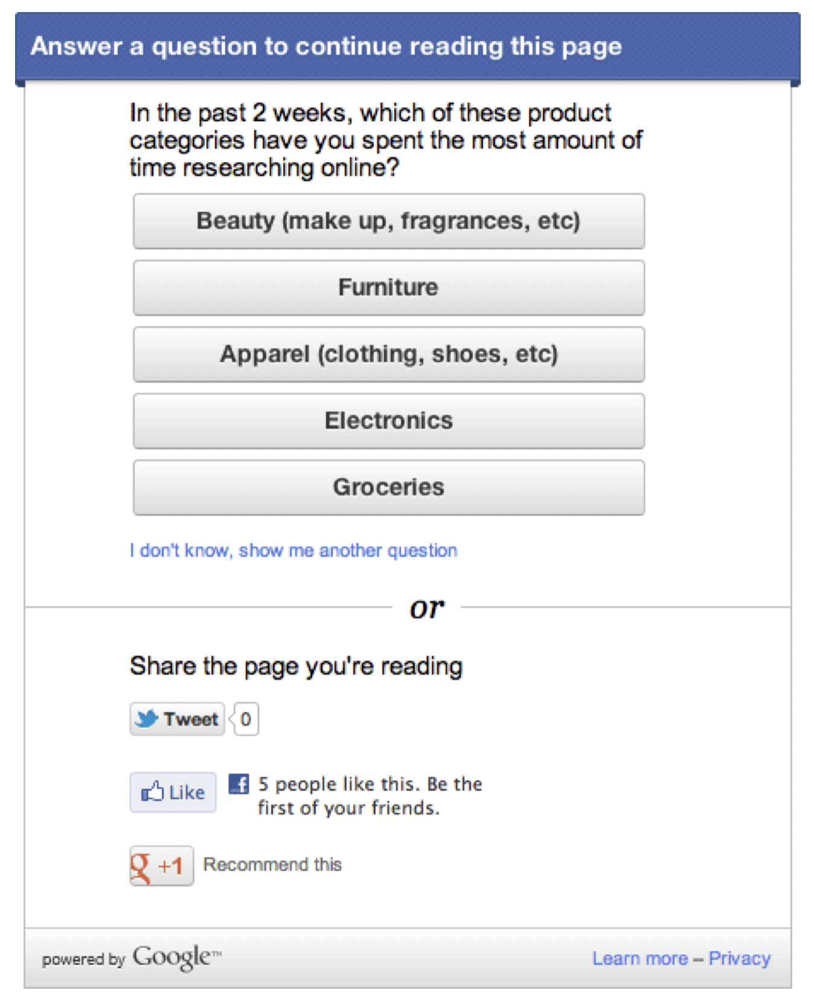 Answer a question to continue reading this page
In the past 2 weeks, which of these product
categories have you spent the most amount of
time researching online?
Beauty (make up, fragrances, etc)
Furniture
Apparel (clothing, shoes, etc)
Electronics
Groceries
I don't know, show me another question
or
Share the page you're reading
Tweet 0
Like f 5 people like this. Be the
first of your friends.
g +1 Recommend this
powered by Google™ Learn more – Privacy